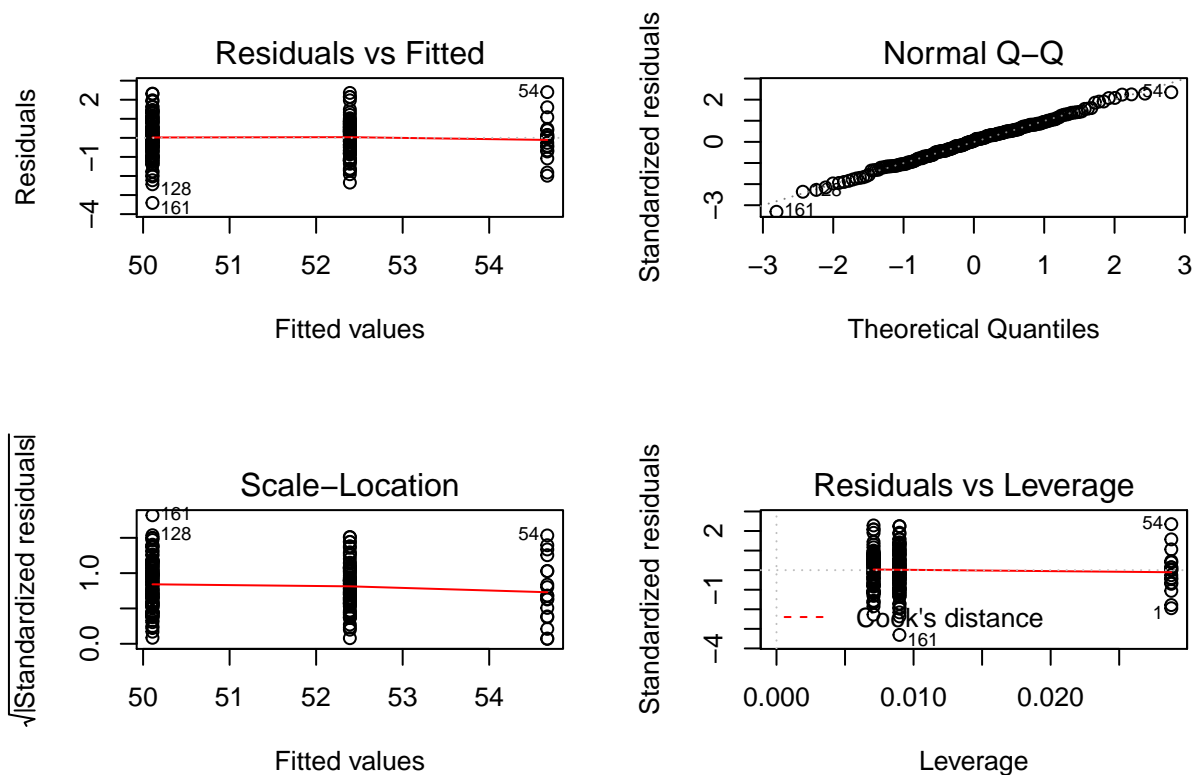 Residuals vs Fitted
Residuals
2
−1
−4
54
128
161
50 51 52 53 54
Fitted values
Normal Q−Q
Standardized residuals
2
0
−3
54
161
−3 −2 −1 0 1 2 3
Theoretical Quantiles
Scale−Location
√|Standardized residuals|
1.0
0.0
161
128
54
50 51 52 53 54
Fitted values
Residuals vs Leverage
Standardized residuals
2
−1
−4
54
1
Cook's distance
161
0.000 0.010 0.020
Leverage